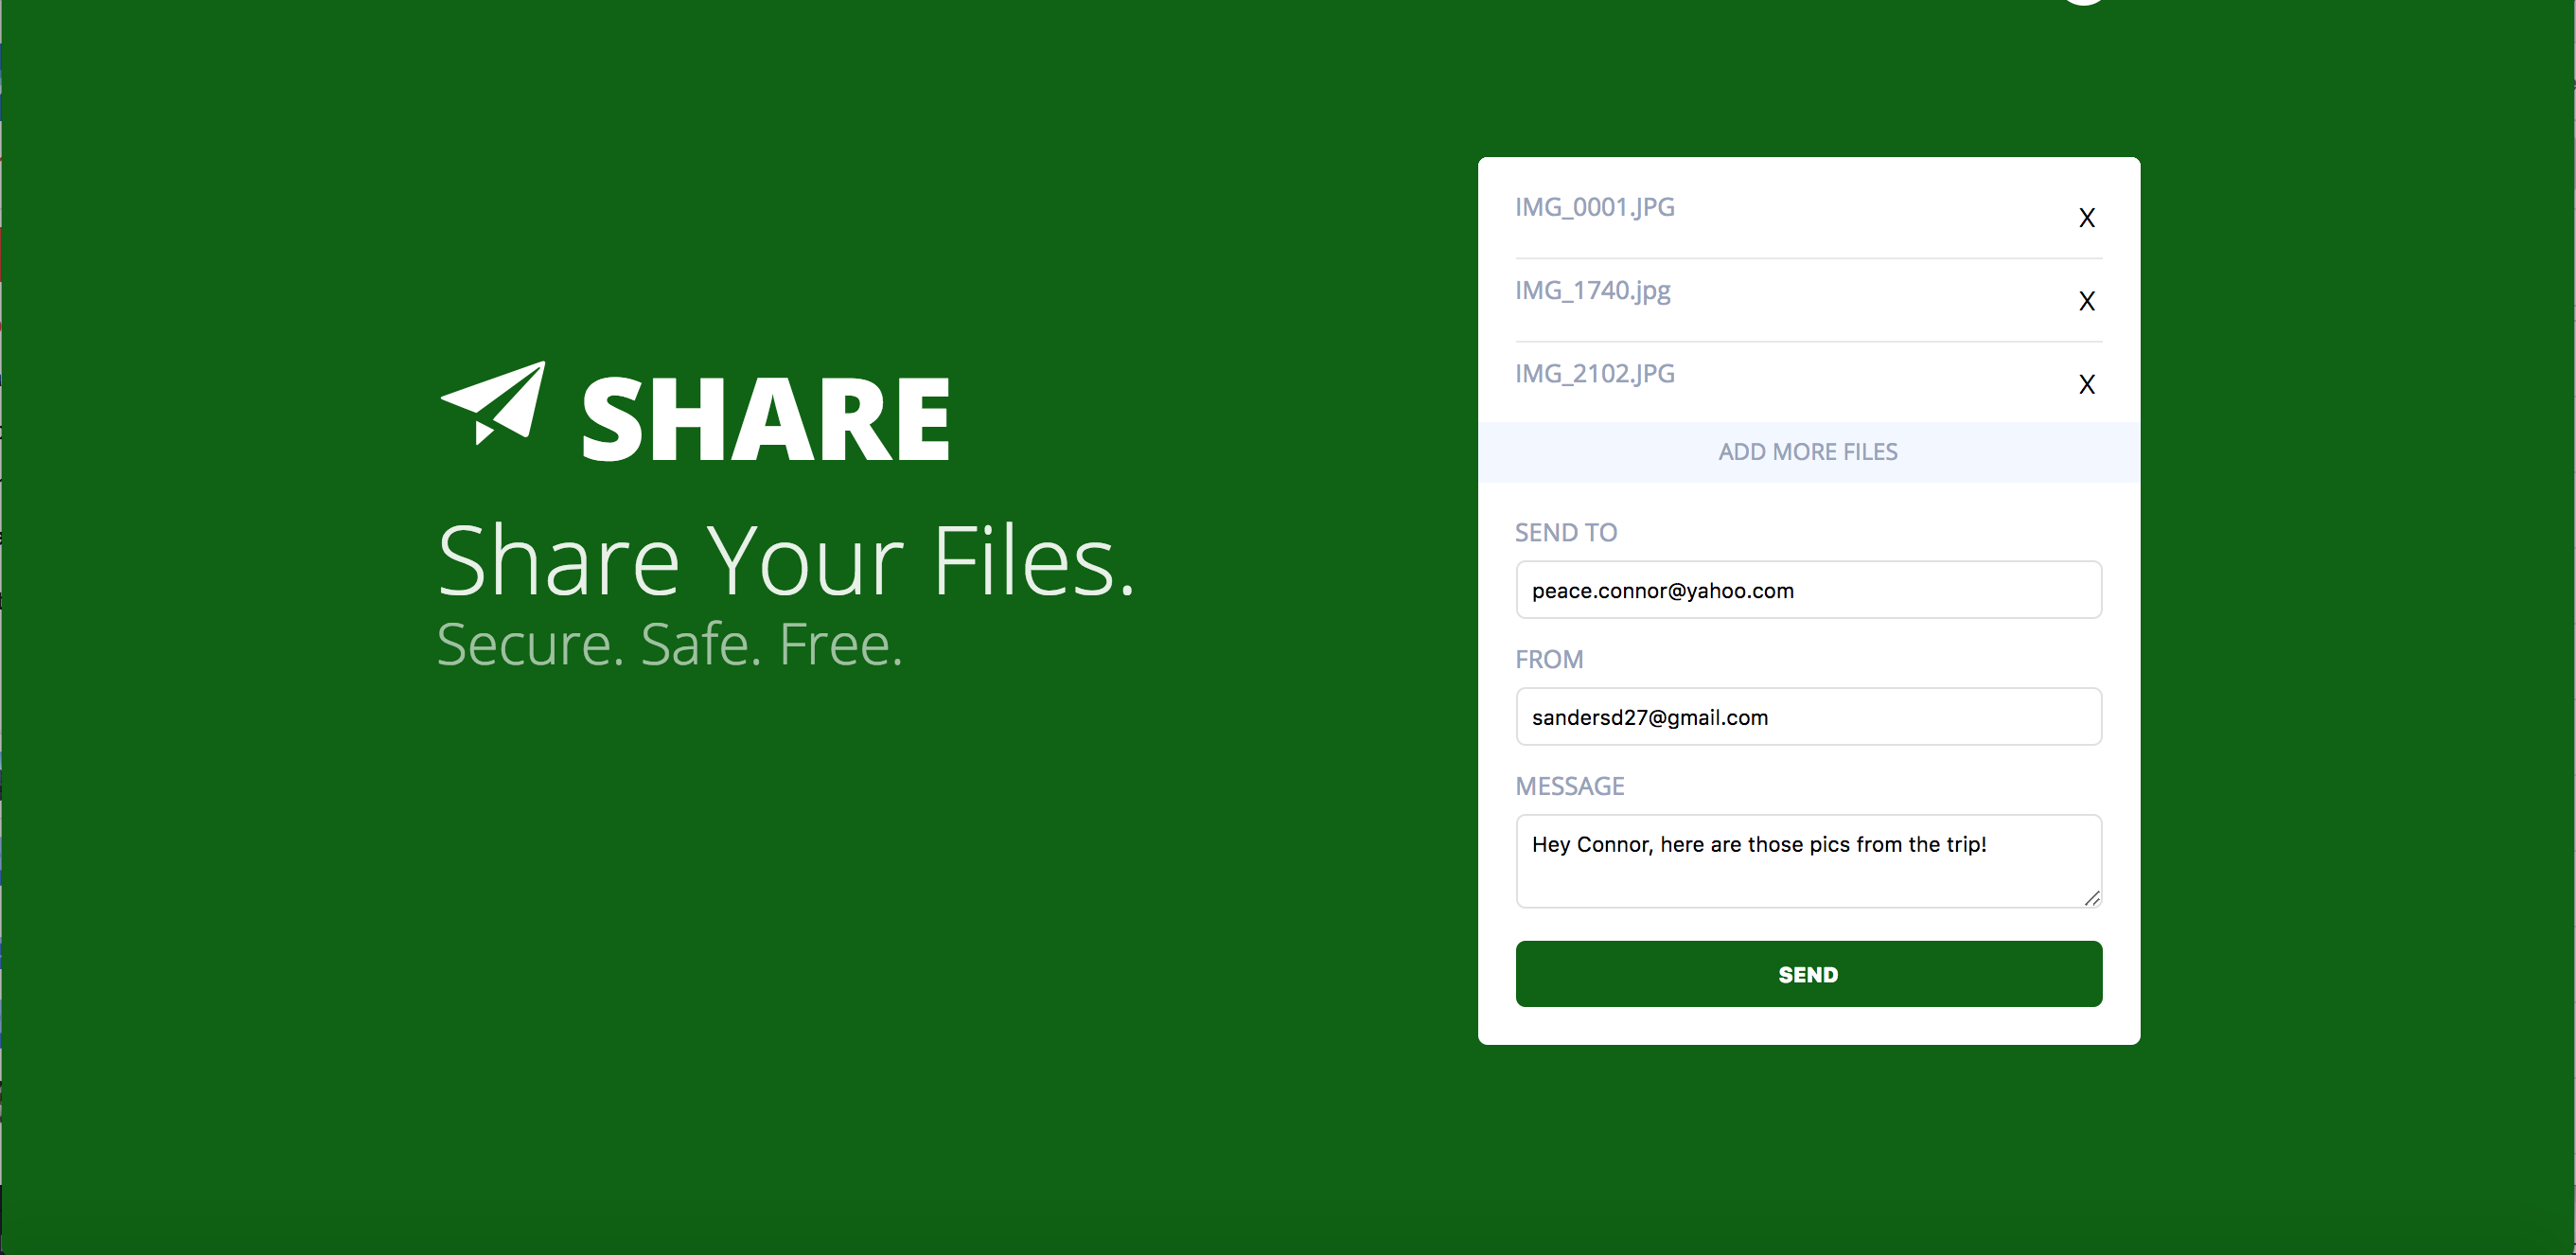 SHARE
Share Your Files.
Secure. Safe. Free.
IMG_0001.JPG
X
IMG_1740.jpg
X
IMG_2102.JPG
X
ADD MORE FILES
SEND TO
peace.connor@yahoo.com
FROM
sandersd27@gmail.com
MESSAGE
Hey Connor, here are those pics from the trip!
SEND